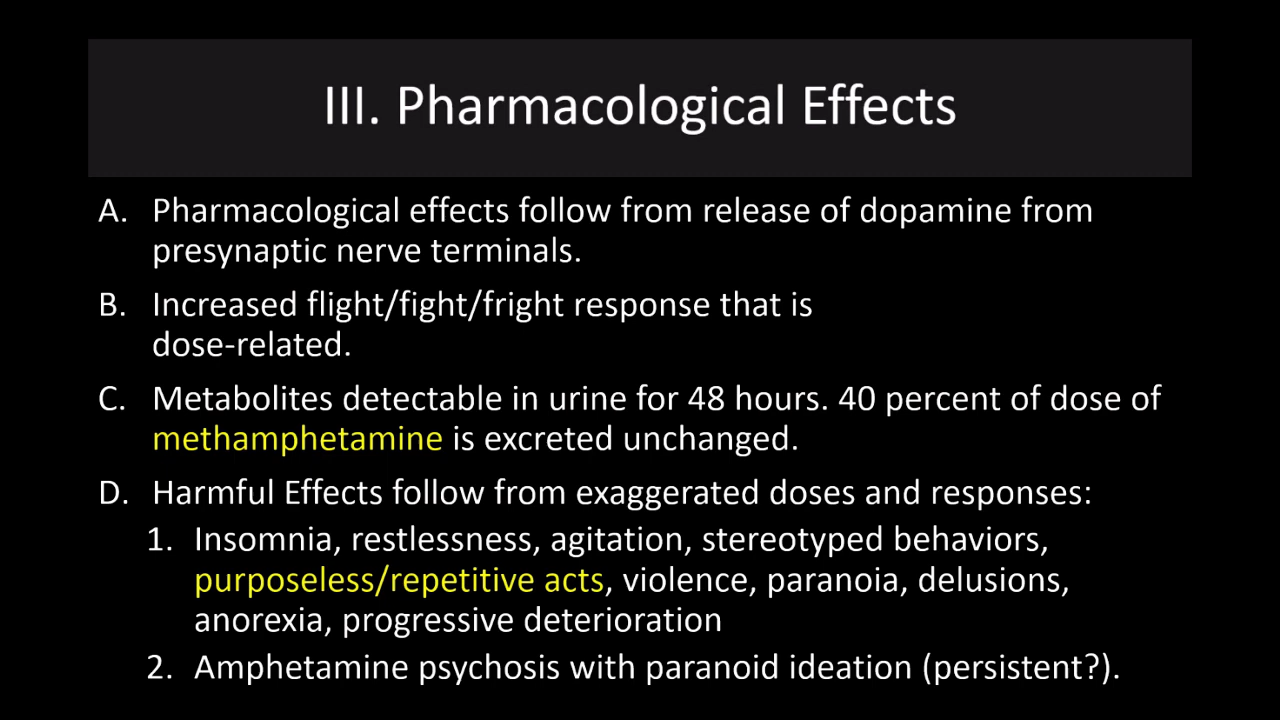 III. Pharmacological Effects
A. Pharmacological effects follow from release of dopamine from
presynaptic nerve terminals.
B. Increased flight/fight/fright response that is
dose-related.
C. Metabolites detectable in urine for 48 hours. 40 percent of dose of
methamphetamine is excreted unchanged.
D. Harmful Effects follow from exaggerated doses and responses:
1. Insomnia, restlessness, agitation, stereotyped behaviors,
purposeless/repetitive acts, violence, paranoia, delusions,
anorexia, progressive deterioration
2. Amphetamine psychosis with paranoid ideation (persistent?).